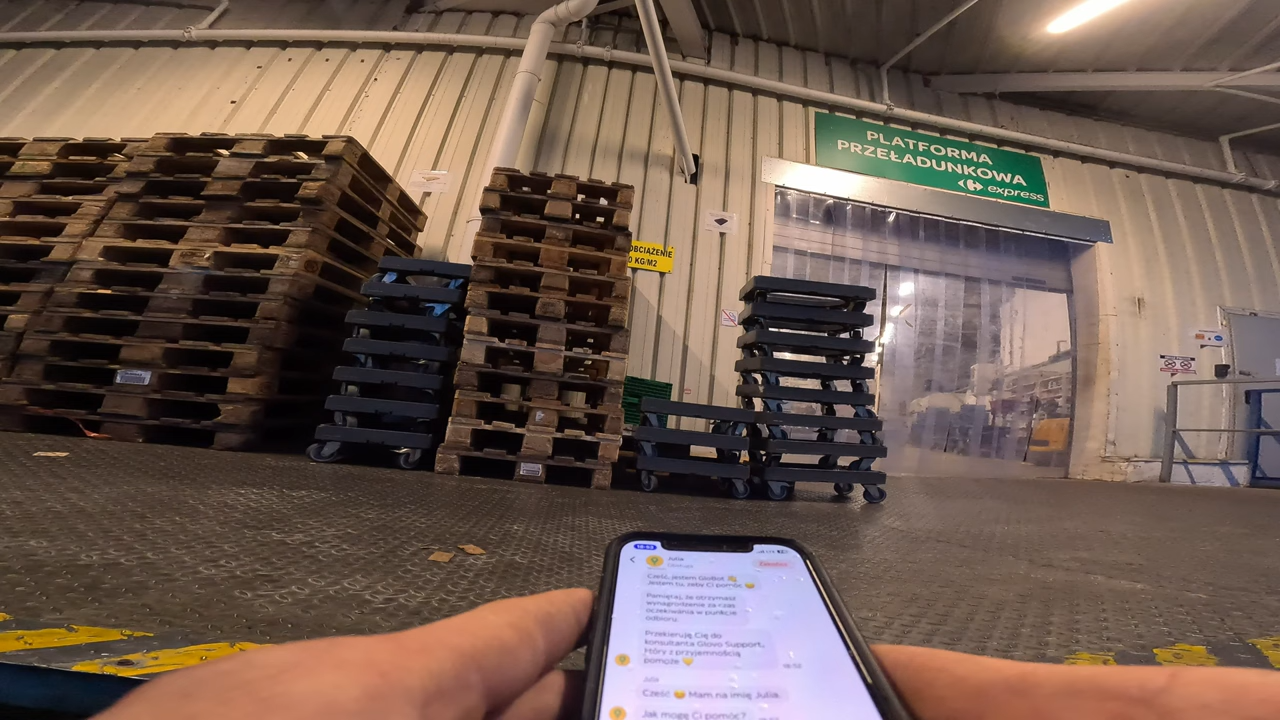 PLATFORMA
PRZEŁADUNKOWA
express
OBCIĄŻENIE
0 KG/M2
Julia
Cześć, jestem GloBot
Jestem tu, żeby Ci pomóc
Pamiętaj, że otrzymasz
wynagrodzenie za czas
oczekiwania w punkcie
odbioru.
Przekieruję Cię do
konsultanta Glovo Support,
który z przyjemnością
pomoże
Julia
Cześć 😄 Mam na imię Julia.
Jak mogę Ci pomóc?